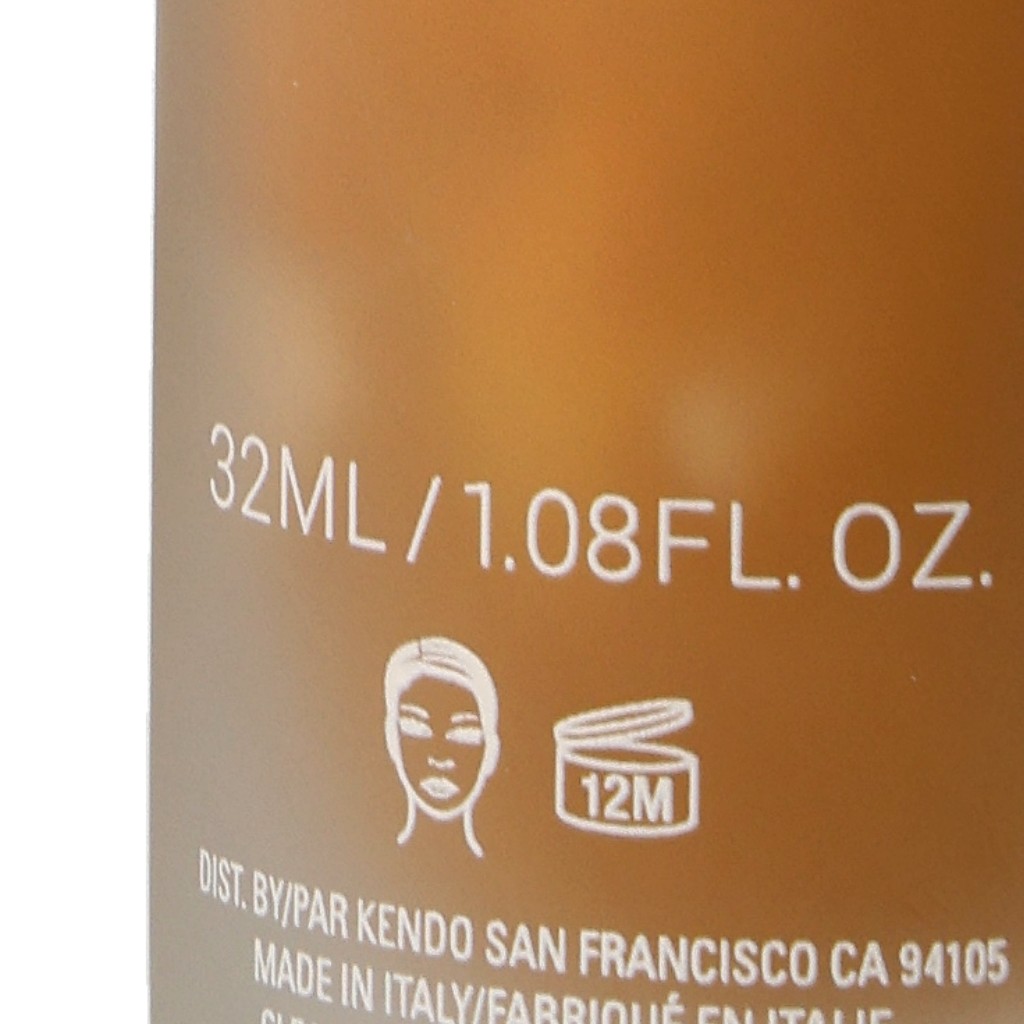 32ML / 1.08FL. OZ.
12M
DIST. BY/PAR KENDO SAN FRANCISCO CA 94105
MADE IN ITALY/FABRIQUÉ EN ITALIE